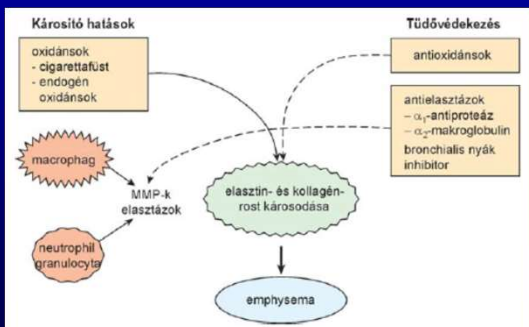 Károsító hatások
oxidánsok
- cigarettafüst
- endogén
oxidánsok
macrophag
MMP-k
elasztázok
neutrophil
granulocyta
Tüdővédekezés
antioxidánsok
antielasztázok
– α₁-antiproteáz
– α₂-makroglobulin
bronchialis nyák
inhibitor
elasztin- és kollagén-
rost károsodása
emphysema